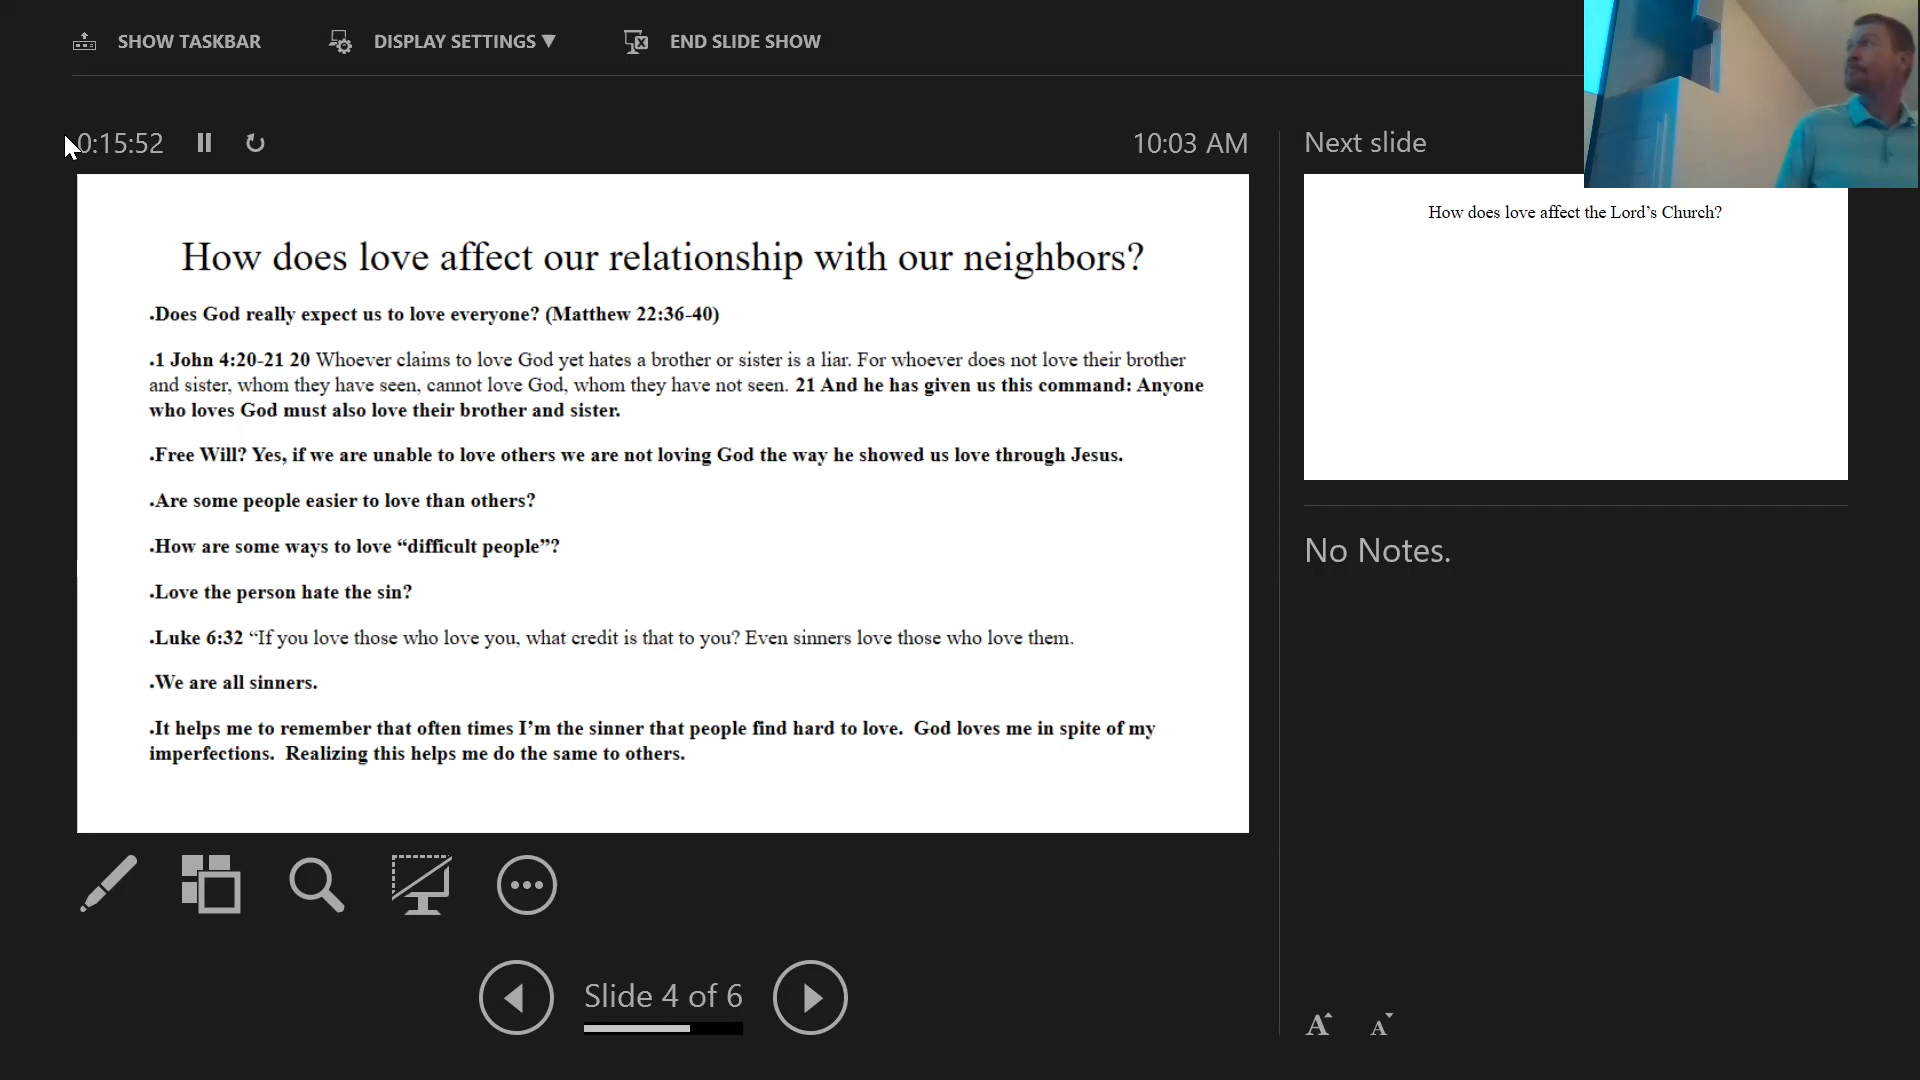 SHOW TASKBAR
DISPLAY SETTINGS ▼
END SLIDE SHOW
0:15:52
10:03 AM
Next slide
How does love affect our relationship with our neighbors?
.Does God really expect us to love everyone? (Matthew 22:36-40)
.1 John 4:20-21 20 Whoever claims to love God yet hates a brother or sister is a liar. For whoever does not love their brother
and sister, whom they have seen, cannot love God, whom they have not seen. 21 And he has given us this command: Anyone
who loves God must also love their brother and sister.
.Free Will? Yes, if we are unable to love others we are not loving God the way he showed us love through Jesus.
.Are some people easier to love than others?
.How are some ways to love “difficult people”?
.Love the person hate the sin?
.Luke 6:32 “If you love those who love you, what credit is that to you? Even sinners love those who love them.
.We are all sinners.
.It helps me to remember that often times I’m the sinner that people find hard to love.  God loves me in spite of my
imperfections.  Realizing this helps me do the same to others.
How does love affect the Lord’s Church?
No Notes.
Slide 4 of 6
A A